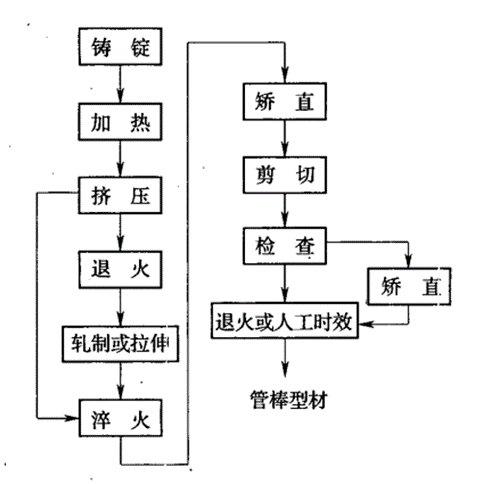 铸 锭
加 热
挤 压
退 火
轧制或拉伸
淬 火
矫 直
剪 切
检 查
矫 直
退火或人工时效
管棒型材